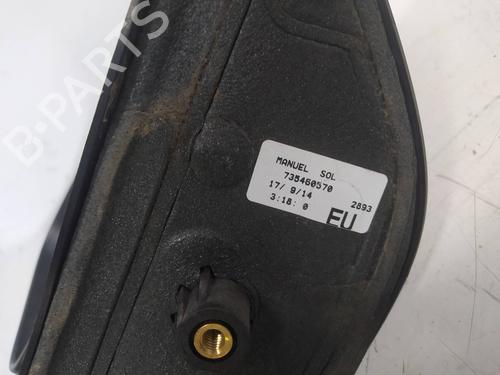 B-PARTS
MANUEL SOL
735460570
17/ 9/14 2893
3:18: 0
EU